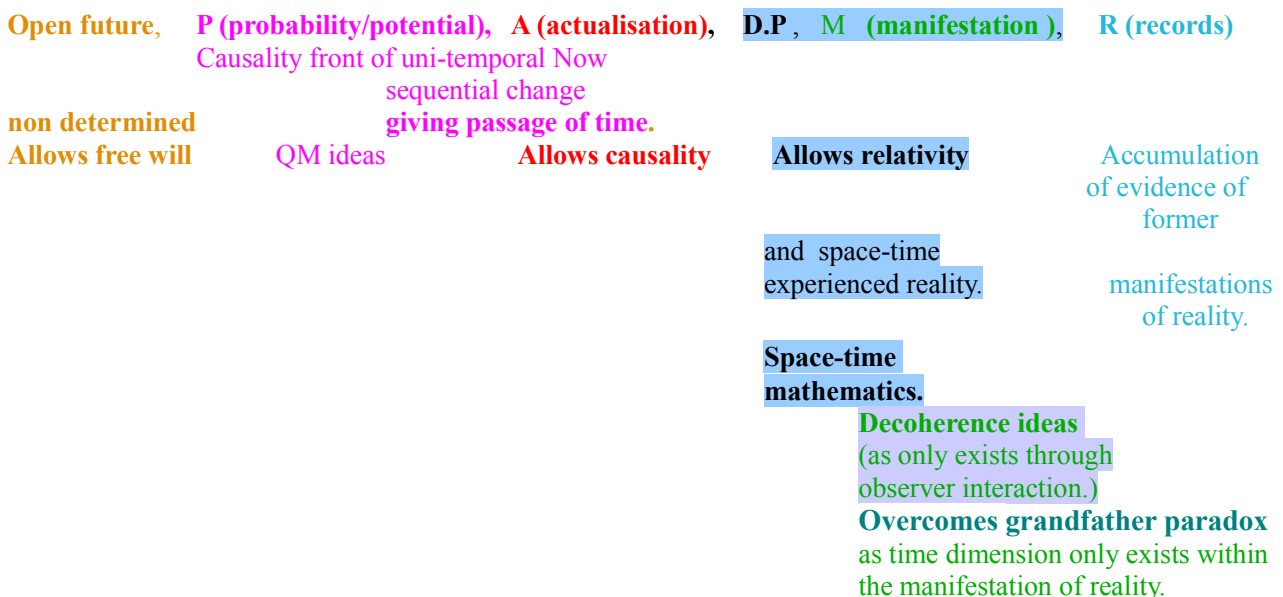 Open future, P (probability/potential), A (actualisation), D.P , M (manifestation ), R (records)
Causality front of uni-temporal Now
sequential change
non determined giving passage of time.
Allows free will QM ideas Allows causality Allows relativity Accumulation
of evidence of
former
and space-time
experienced reality. manifestations
of reality.
Space-time
mathematics.
Decoherence ideas
(as only exists through
observer interaction.)
Overcomes grandfather paradox
as time dimension only exists within
the manifestation of reality.